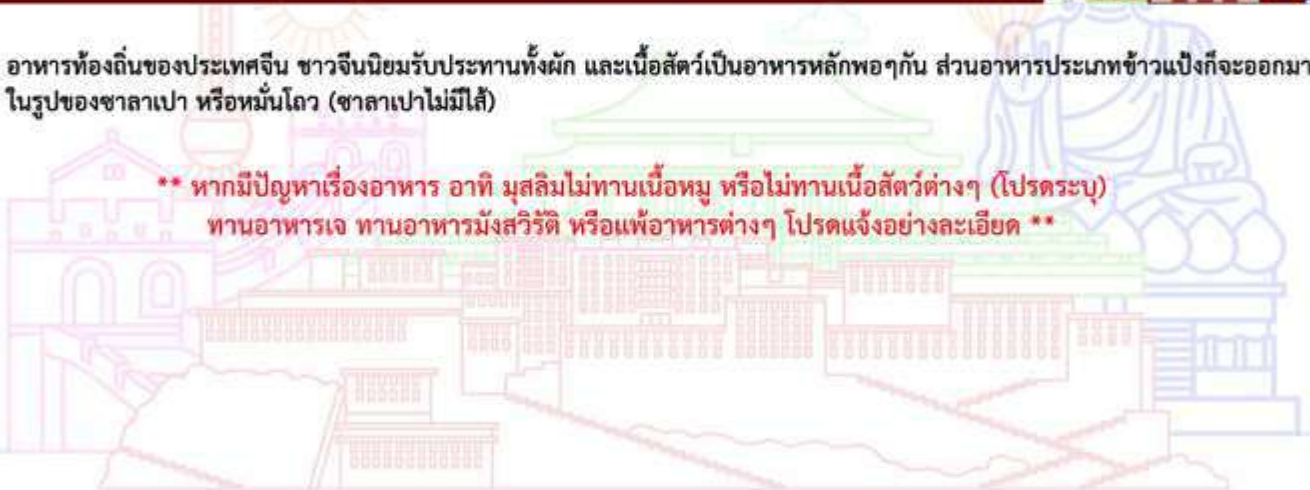 อาหารท้องถิ่นของประเทศจีน ชาวจีนนิยมรับประทานทั้งผัก และเนื้อสัตว์เป็นอาหารหลักพอๆกัน ส่วนอาหารประเภทข้าวแป้งก็จะออกมา
ในรูปของซาลาเปา หรือหมั่นโถว (ซาลาเปาไม่มีไส้)
** หากมีปัญหาเรื่องอาหาร อาทิ มุสลิมไม่ทานเนื้อหมู หรือไม่ทานเนื้อสัตว์ต่างๆ (โปรดระบุ)
ทานอาหารเจ ทานอาหารมังสวิรัติ หรือแพ้อาหารต่างๆ โปรดแจ้งอย่างละเอียด **